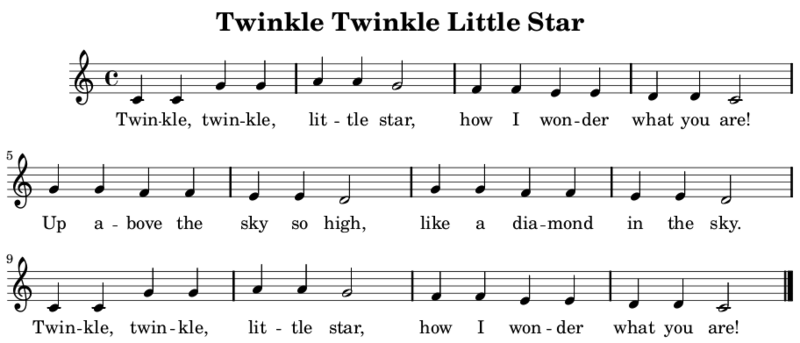 Twinkle Twinkle Little Star
Twin-kle, twin-kle, lit - tle star, how I won-der what you are!
5
Up a - bove the sky so high, like a dia-mond in the sky.
9
Twin-kle, twin-kle, lit - tle star, how I won-der what you are!